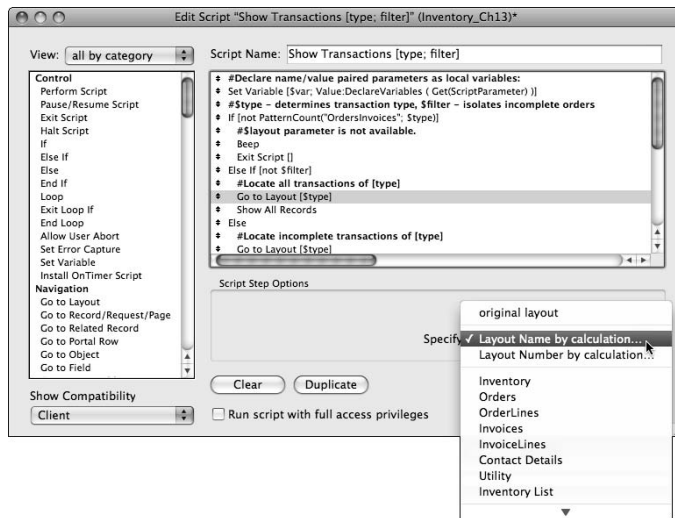 Edit Script "Show Transactions [type; filter]" (Inventory_Ch13)*
View: all by category
Script Name: Show Transactions [type; filter]
Control
Perform Script
Pause/Resume Script
Exit Script
Halt Script
If
Else If
Else
End If
Loop
Exit Loop If
End Loop
Allow User Abort
Set Error Capture
Set Variable
Install OnTimer Script
Navigation
Go to Layout
Go to Record/Request/Page
Go to Related Record
Go to Portal Row
Go to Object
Go to Field
#Declare name/value paired parameters as local variables:
Set Variable [$var; Value:DeclareVariables ( Get(ScriptParameter) )]
#$type – determines transaction type, $filter – isolates incomplete orders
If [not PatternCount("OrdersInvoices"; $type)]
#$layout parameter is not available.
Beep
Exit Script []
Else If [not $filter]
#Locate all transactions of [type]
Go to Layout [$type]
Show All Records
Else
#Locate incomplete transactions of [type]
Go to Layout [$type]
Script Step Options
Specify
original layout
✓ Layout Name by calculation...
Layout Number by calculation...
Inventory
Orders
OrderLines
Invoices
InvoiceLines
Contact Details
Utility
Inventory List
Clear
Duplicate
Show Compatibility
Client
Run script with full access privileges